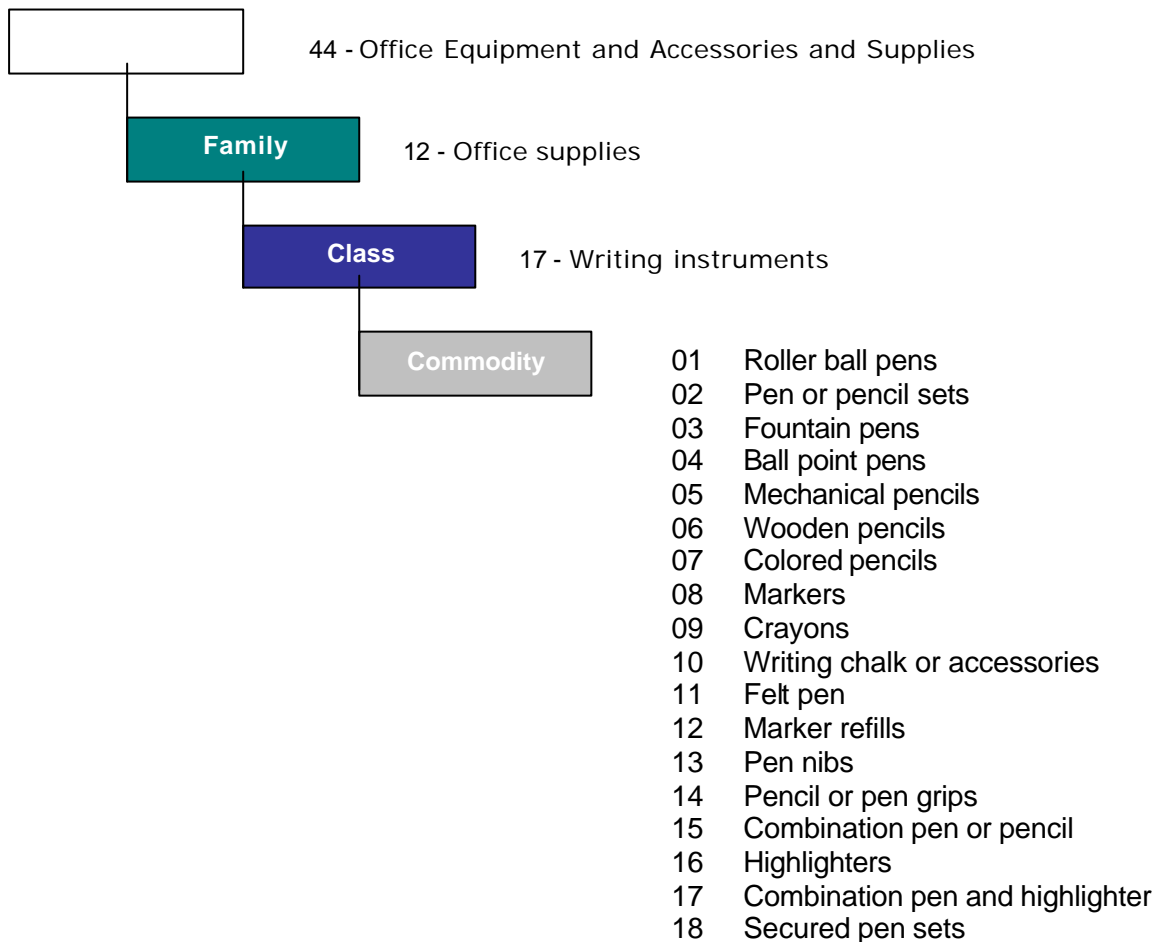 44 - Office Equipment and Accessories and Supplies
Family
12 - Office supplies
Class
17 - Writing instruments
Commodity
01 Roller ball pens
02 Pen or pencil sets
03 Fountain pens
04 Ball point pens
05 Mechanical pencils
06 Wooden pencils
07 Colored pencils
08 Markers
09 Crayons
10 Writing chalk or accessories
11 Felt pen
12 Marker refills
13 Pen nibs
14 Pencil or pen grips
15 Combination pen or pencil
16 Highlighters
17 Combination pen and highlighter
18 Secured pen sets